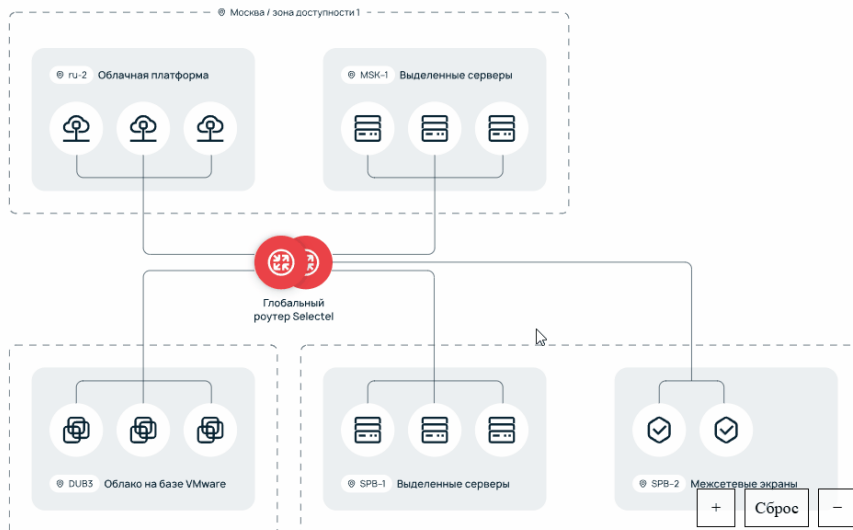 Москва / зона доступности 1
ru-2 Облачная платформа
MSK-1 Выделенные серверы
Глобальный
роутер Selectel
DUB3 Облако на базе VMware
SPB-1 Выделенные серверы
SPB-2 Межсетевые экраны
+ Сброс −